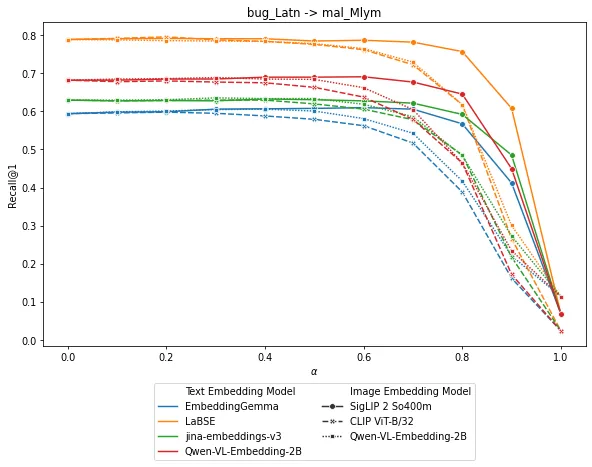 bug_Latn -> mal_Mlym
Recall@1
0.8
0.7
0.6
0.5
0.4
0.3
0.2
0.1
0.0
0.0 0.2 0.4 0.6 0.8 1.0
α
Text Embedding Model
EmbeddingGemma
LaBSE
jina-embeddings-v3
Qwen-VL-Embedding-2B
Image Embedding Model
SigLIP 2 So400m
CLIP ViT-B/32
Qwen-VL-Embedding-2B